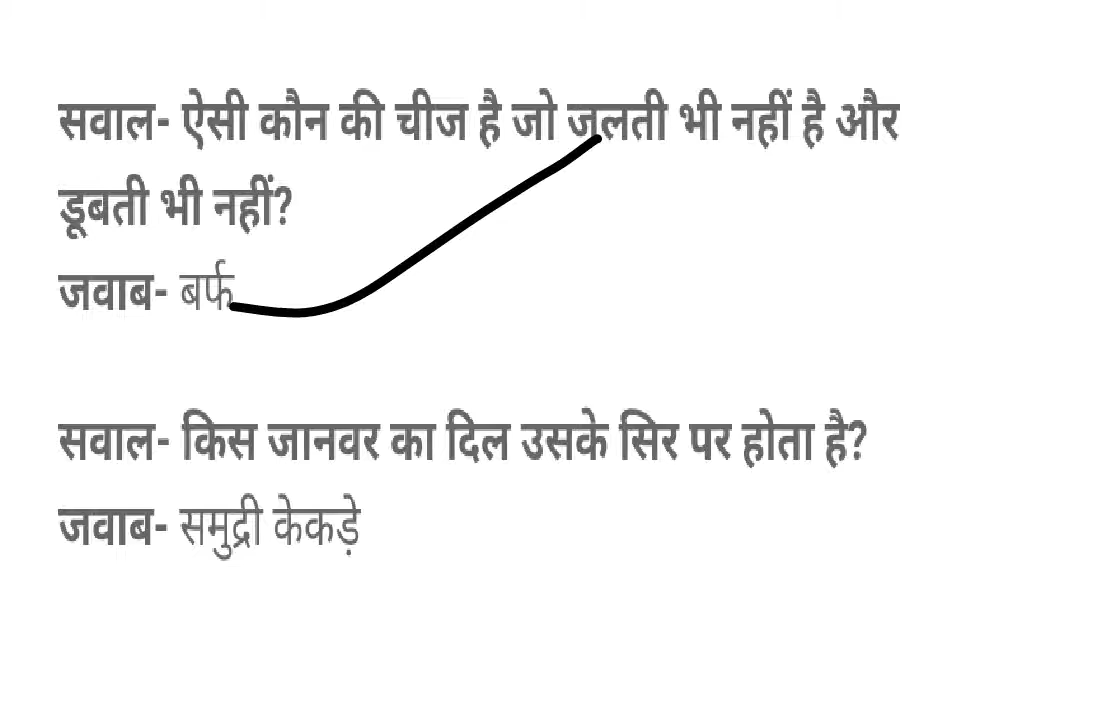 सवाल- ऐसी कौन की चीज है जो जलती भी नहीं है और
डूबती भी नहीं?
जवाब- बर्फ
सवाल- किस जानवर का दिल उसके सिर पर होता है?
जवाब- समुद्री केकड़े